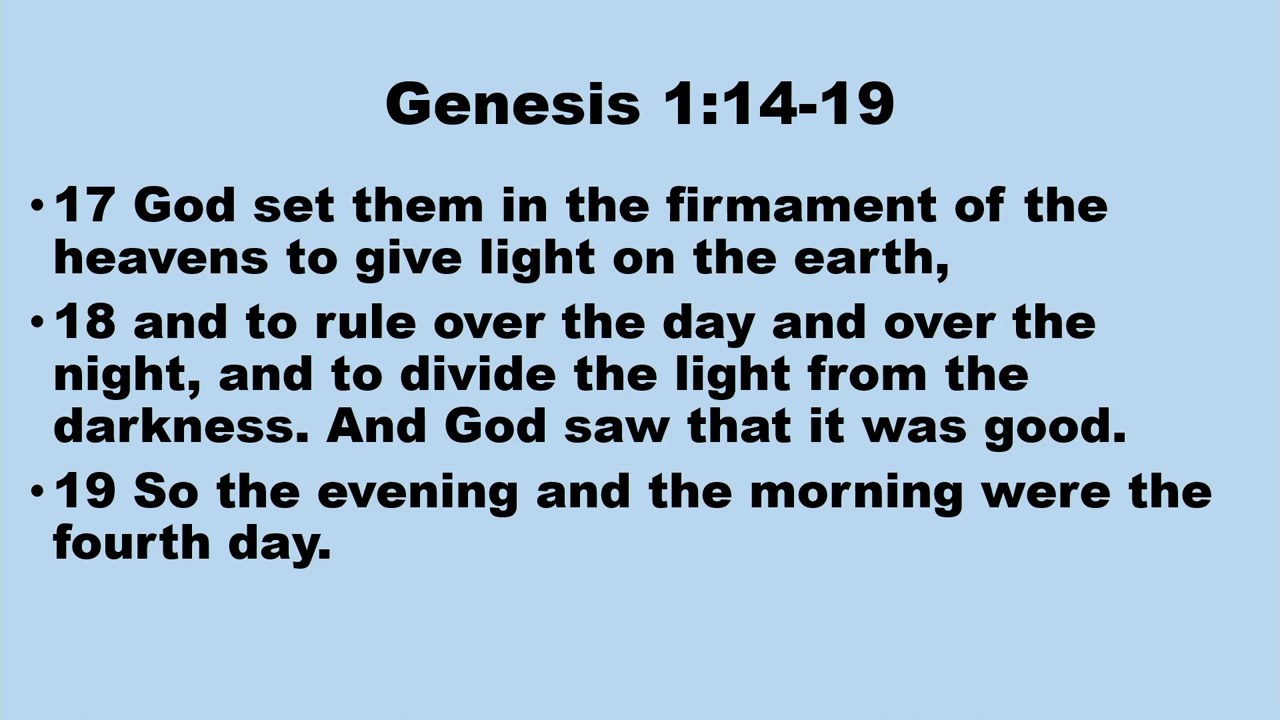 Genesis 1:14-19
• 17 God set them in the firmament of the
heavens to give light on the earth,
• 18 and to rule over the day and over the
night, and to divide the light from the
darkness. And God saw that it was good.
• 19 So the evening and the morning were the
fourth day.